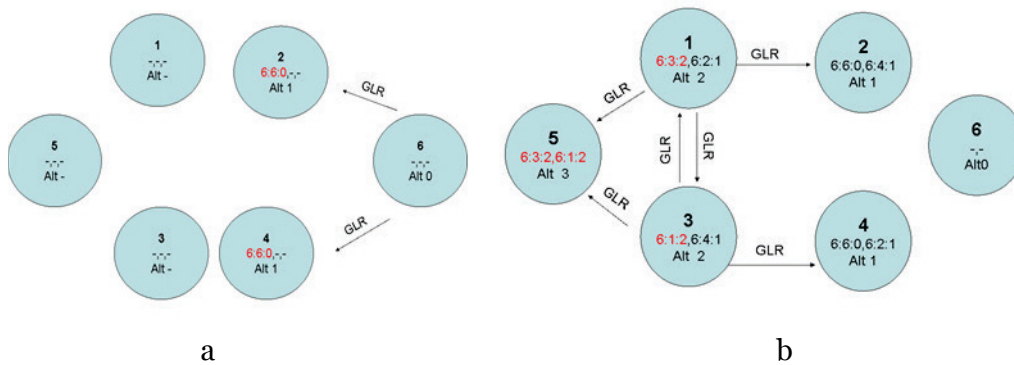 1
-,-,-
Alt -
2
6:6:0,-,-
Alt 1
GLR
5
-,-,-
Alt -
6
-,-,-
Alt 0
3
-,-,-
Alt -
4
6:6:0,-,-
Alt 1
GLR
a
1
6:3:2,6:2:1
Alt 2
GLR
2
6:6:0,6:4:1
Alt 1
GLR
5
6:3:2,6:1:2
Alt 3
GLR
GLR
6
-,-
Alt0
GLR
3
6:1:2,6:4:1
Alt 2
GLR
4
6:6:0,6:2:1
Alt 1
b